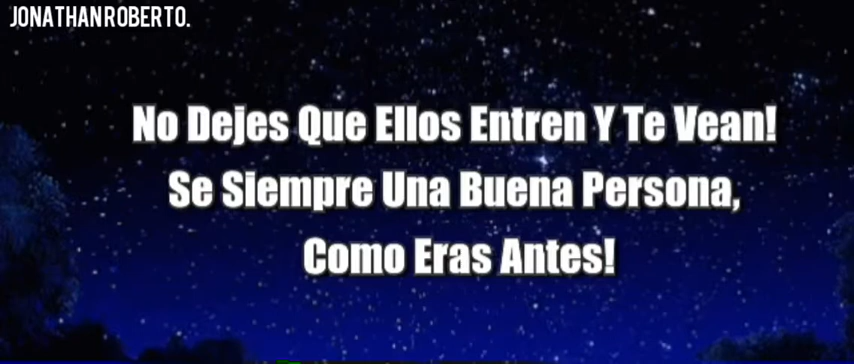 JONATHANROBERTO.
No Dejes Que Ellos Entren Y Te Vean!
Se Siempre Una Buena Persona,
Como Eras Antes!